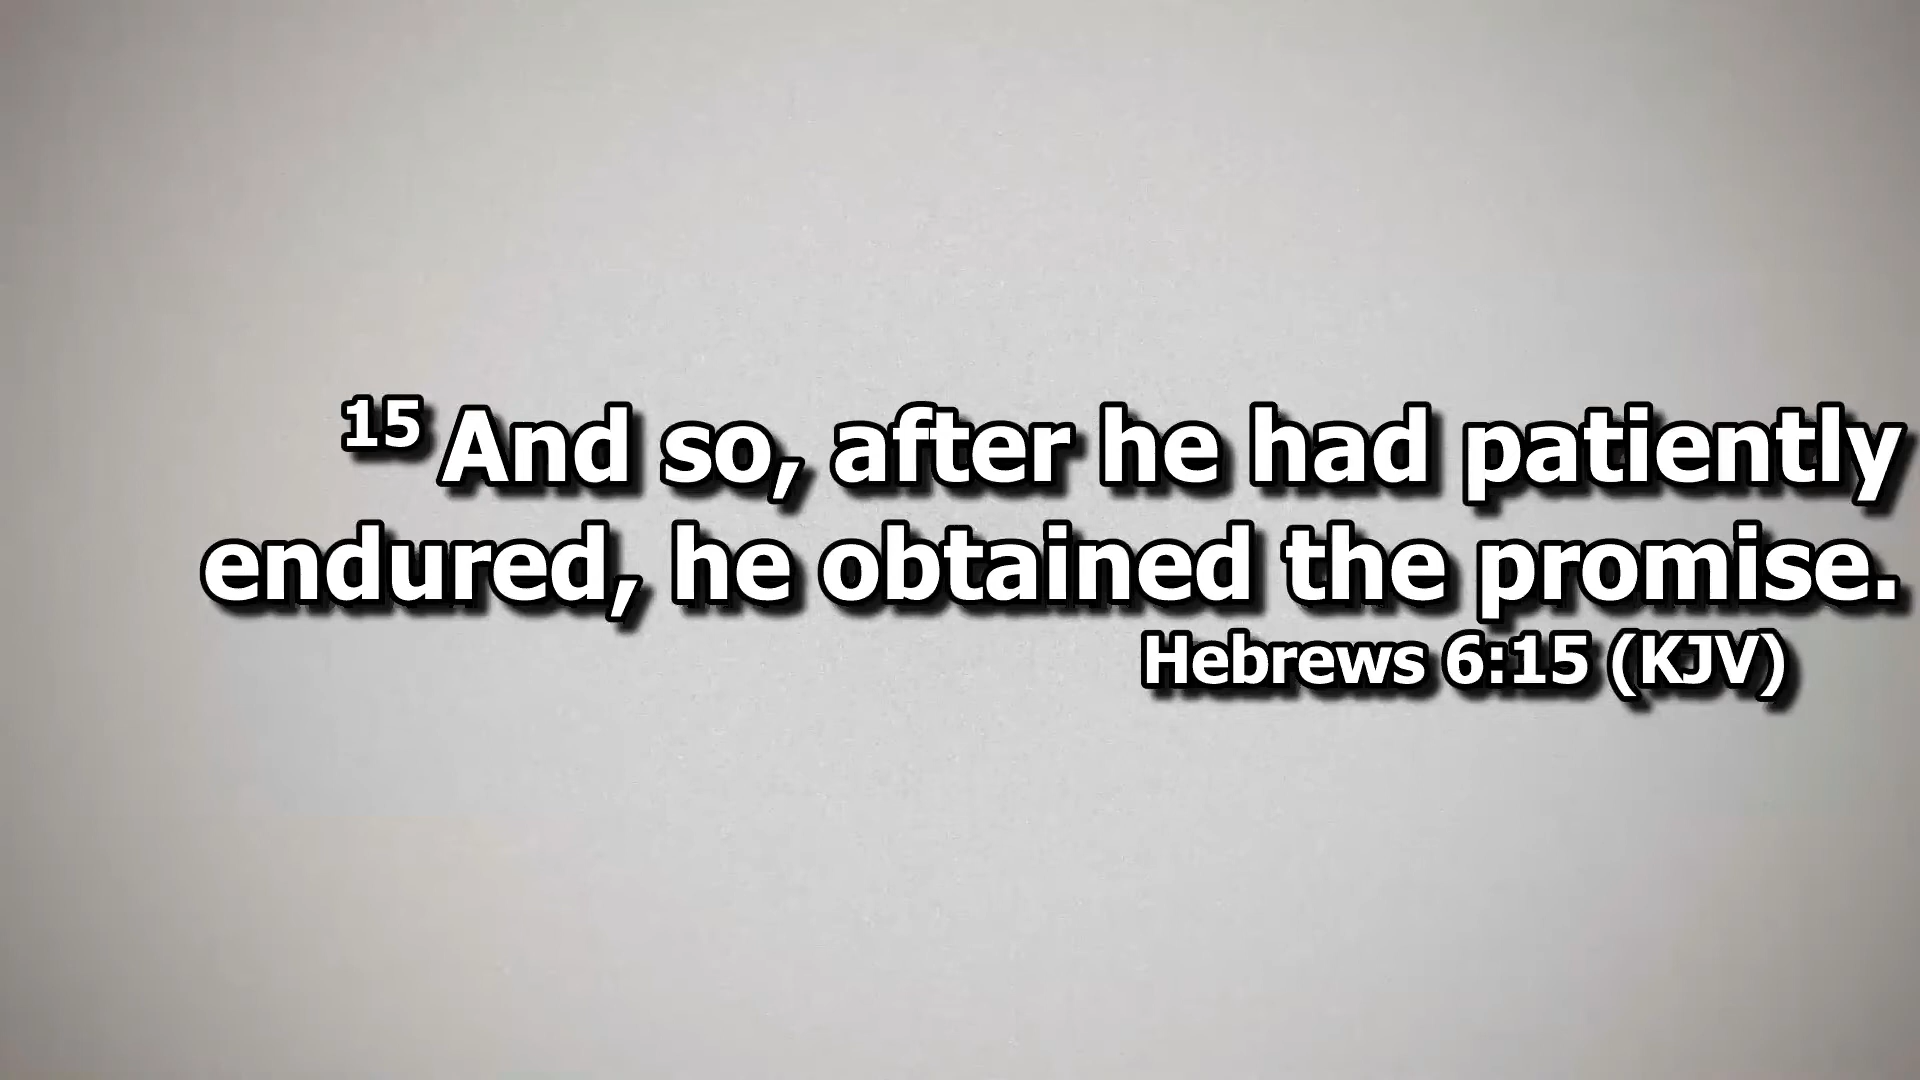 15 And so, after he had patiently
endured, he obtained the promise.
Hebrews 6:15 (KJV)